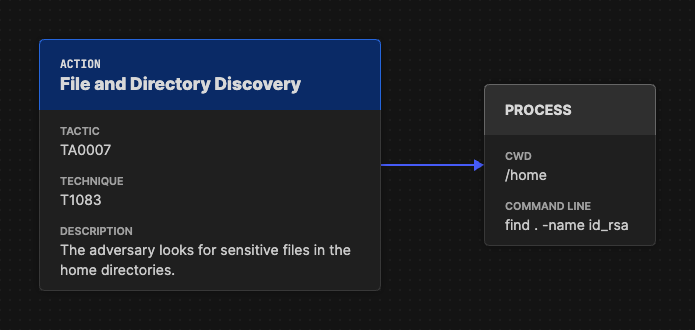 ACTION
File and Directory Discovery
TACTIC
TA0007
TECHNIQUE
T1083
DESCRIPTION
The adversary looks for sensitive files in the
home directories.
PROCESS
CWD
/home
COMMAND LINE
find . -name id_rsa